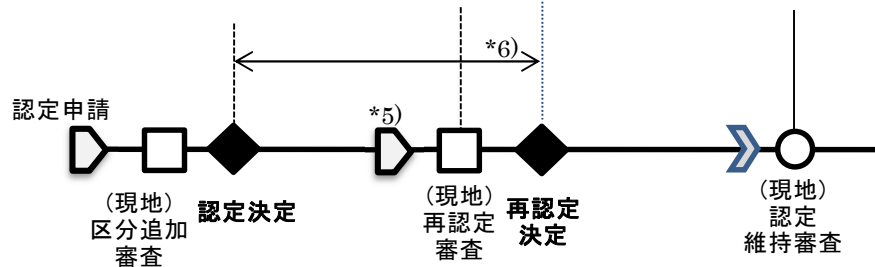 *6)
認定申請
*5)
（現地）
区分追加
審査
認定決定
（現地）
再認定
審査
再認定
決定
（現地）
認定
維持審査